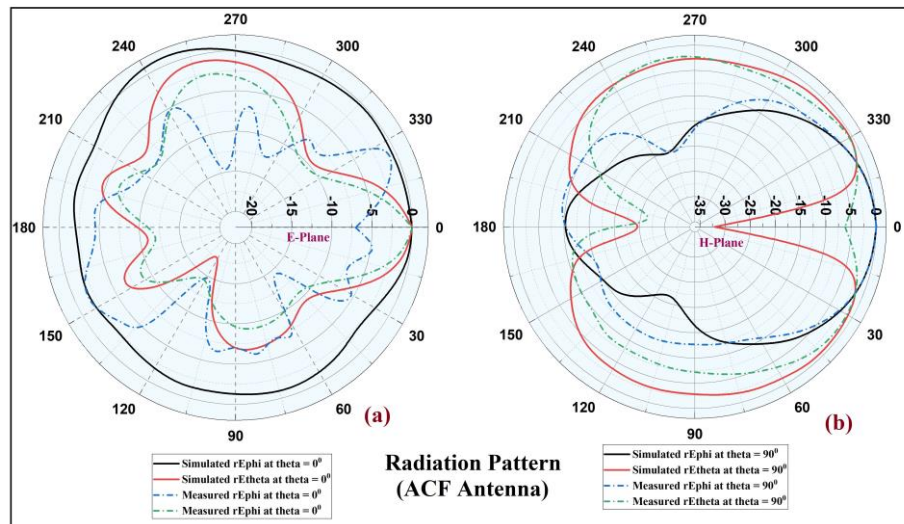 270
240
300
210
330
180
-20
-15
-10
-5
0
0
E-Plane
150
30
120
60
90
(a)
270
240
300
210
330
180
-35
-30
-25
-20
-15
-10
-5
0
0
H-Plane
150
30
120
60
90
(b)
Simulated rEphi at theta = 0⁰
Simulated rEtheta at theta = 0⁰
Measured rEphi at theta = 0⁰
Measured rEphi at theta = 0⁰
Radiation Pattern
(ACF Antenna)
Simulated rEphi at theta = 90⁰
Simulated rEtheta at theta = 90⁰
Measured rEphi at theta = 90⁰
Measured rEtheta at theta = 90⁰